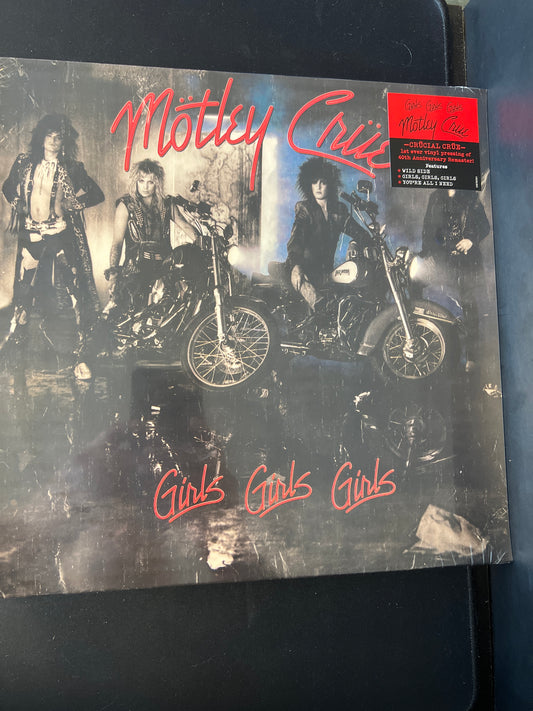 Mötley Crüe
Girls Girls Girls
Mötley Crüe
—CRÜCIAL CRÜE—
1st ever vinyl pressing of
40th Anniversary Remaster!
Features
• WILD SIDE
• GIRLS, GIRLS, GIRLS
• YOU'RE ALL I NEED
Girls Girls Girls